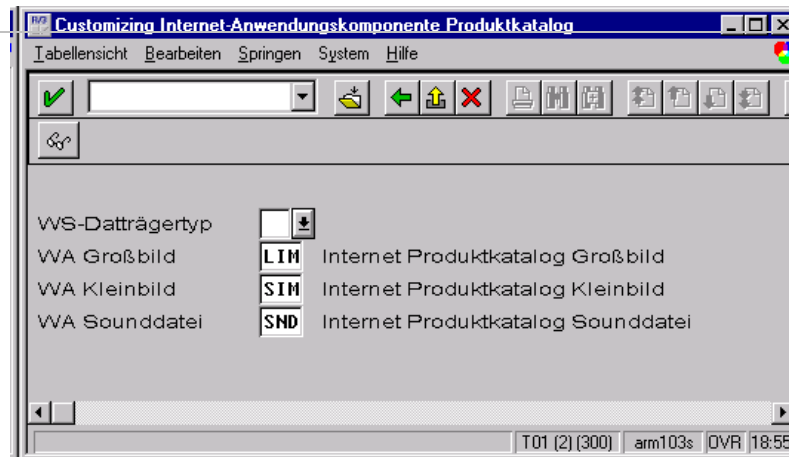 R/3 Customizing Internet-Anwendungskomponente Produktkatalog
Tabellensicht Bearbeiten Springen System Hilfe
WS-Datträgertyp
WA Großbild LIM Internet Produktkatalog Großbild
WA Kleinbild SIM Internet Produktkatalog Kleinbild
WA Sounddatei SND Internet Produktkatalog Sounddatei
T01 (2) (300) arm103s OVR 18:55